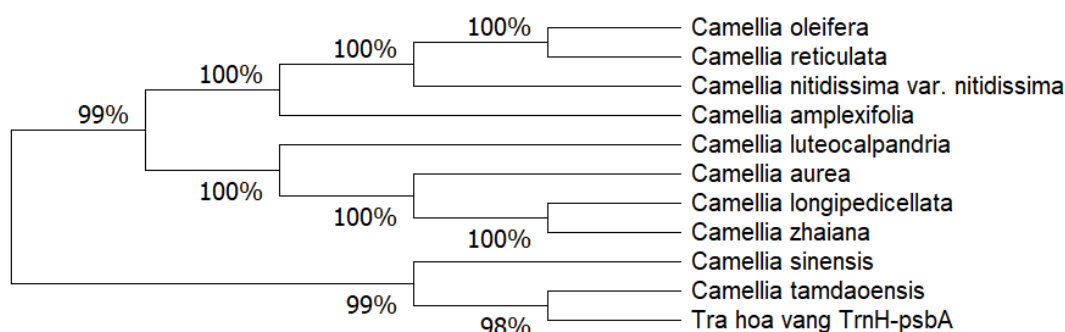 100%
Camellia oleifera
100%
Camellia reticulata
100%
Camellia nitidissima var. nitidissima
99%
Camellia amplexifolia
Camellia luteocalpandria
100%
Camellia aurea
100%
Camellia longipedicellata
100%
Camellia zhaiana
Camellia sinensis
99%
Camellia tamdaoensis
98%
Tra hoa vang TrnH-psbA